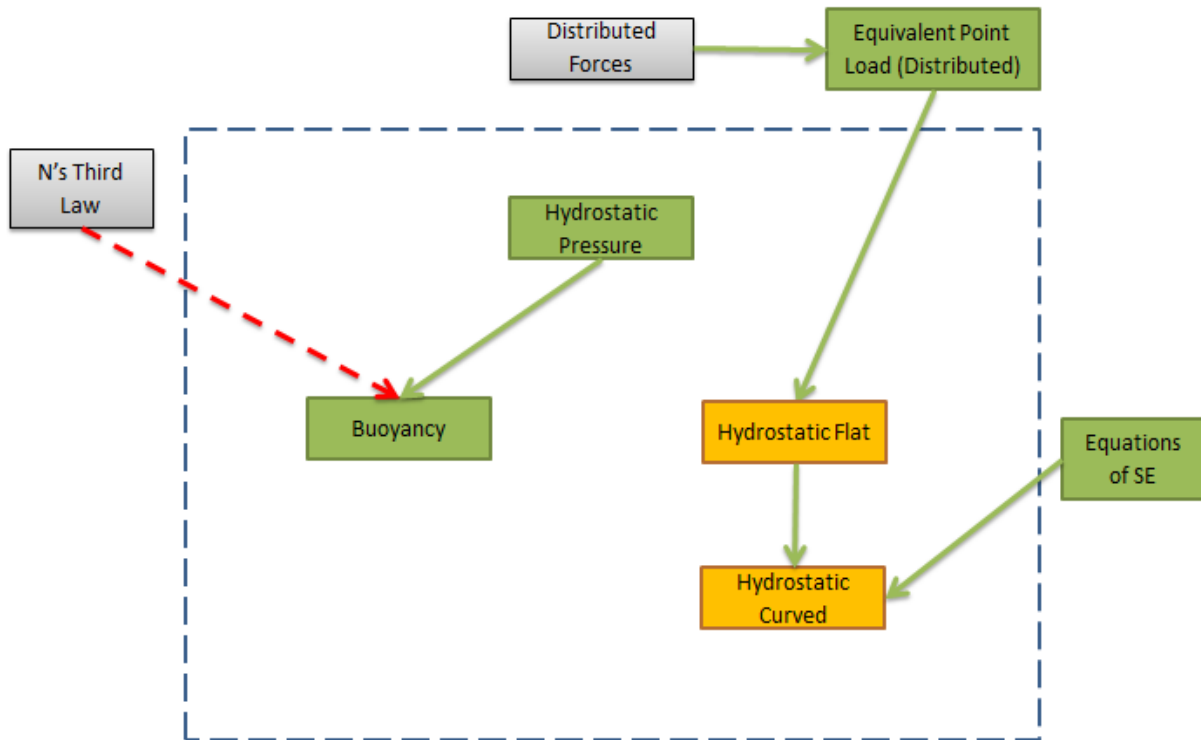 Distributed
Forces
Equivalent Point
Load (Distributed)
N's Third
Law
Hydrostatic
Pressure
Buoyancy
Hydrostatic Flat
Equations
of SE
Hydrostatic
Curved